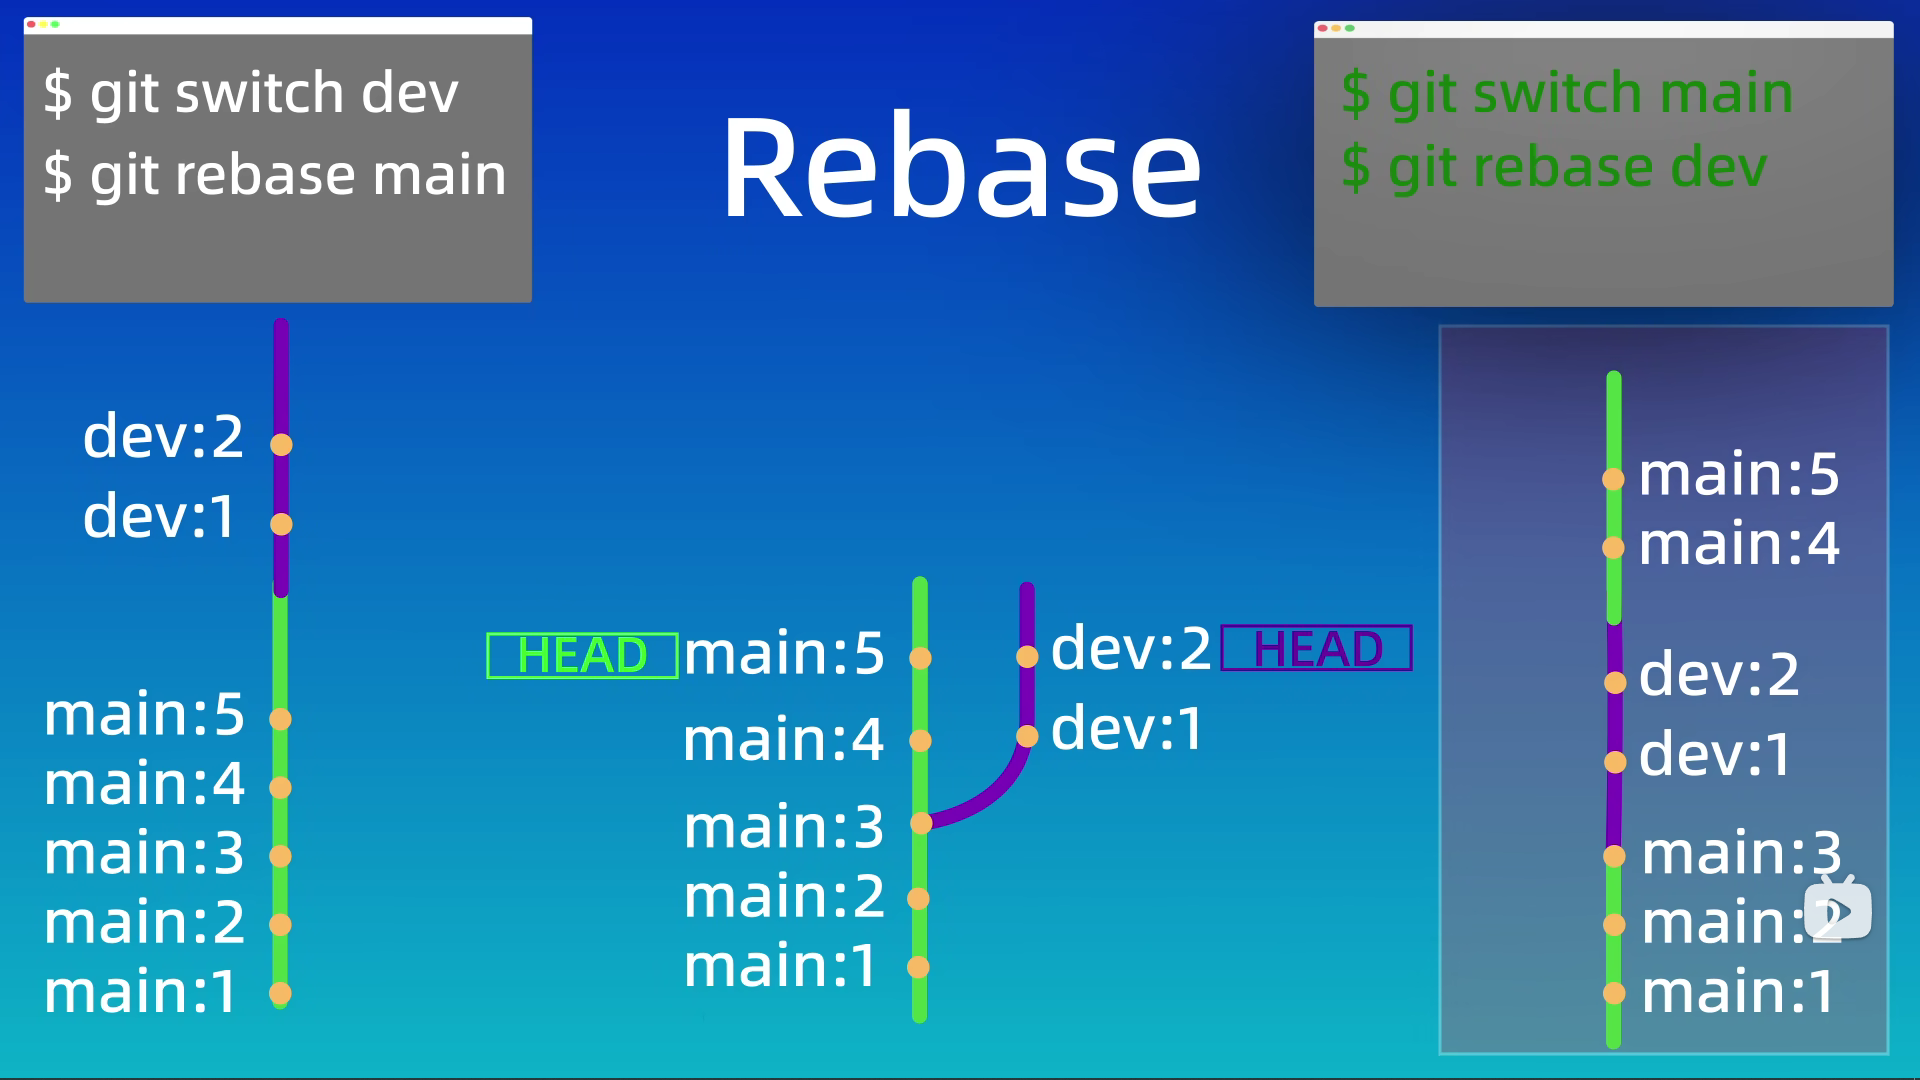 $ git switch dev
$ git rebase main
Rebase
$ git switch main
$ git rebase dev
dev:2
dev:1
main:5
main:4
main:3
main:2
main:1
HEAD main:5
main:4
main:3
main:2
main:1
dev:2 HEAD
dev:1
main:5
main:4
dev:2
dev:1
main:3
main:2
main:1